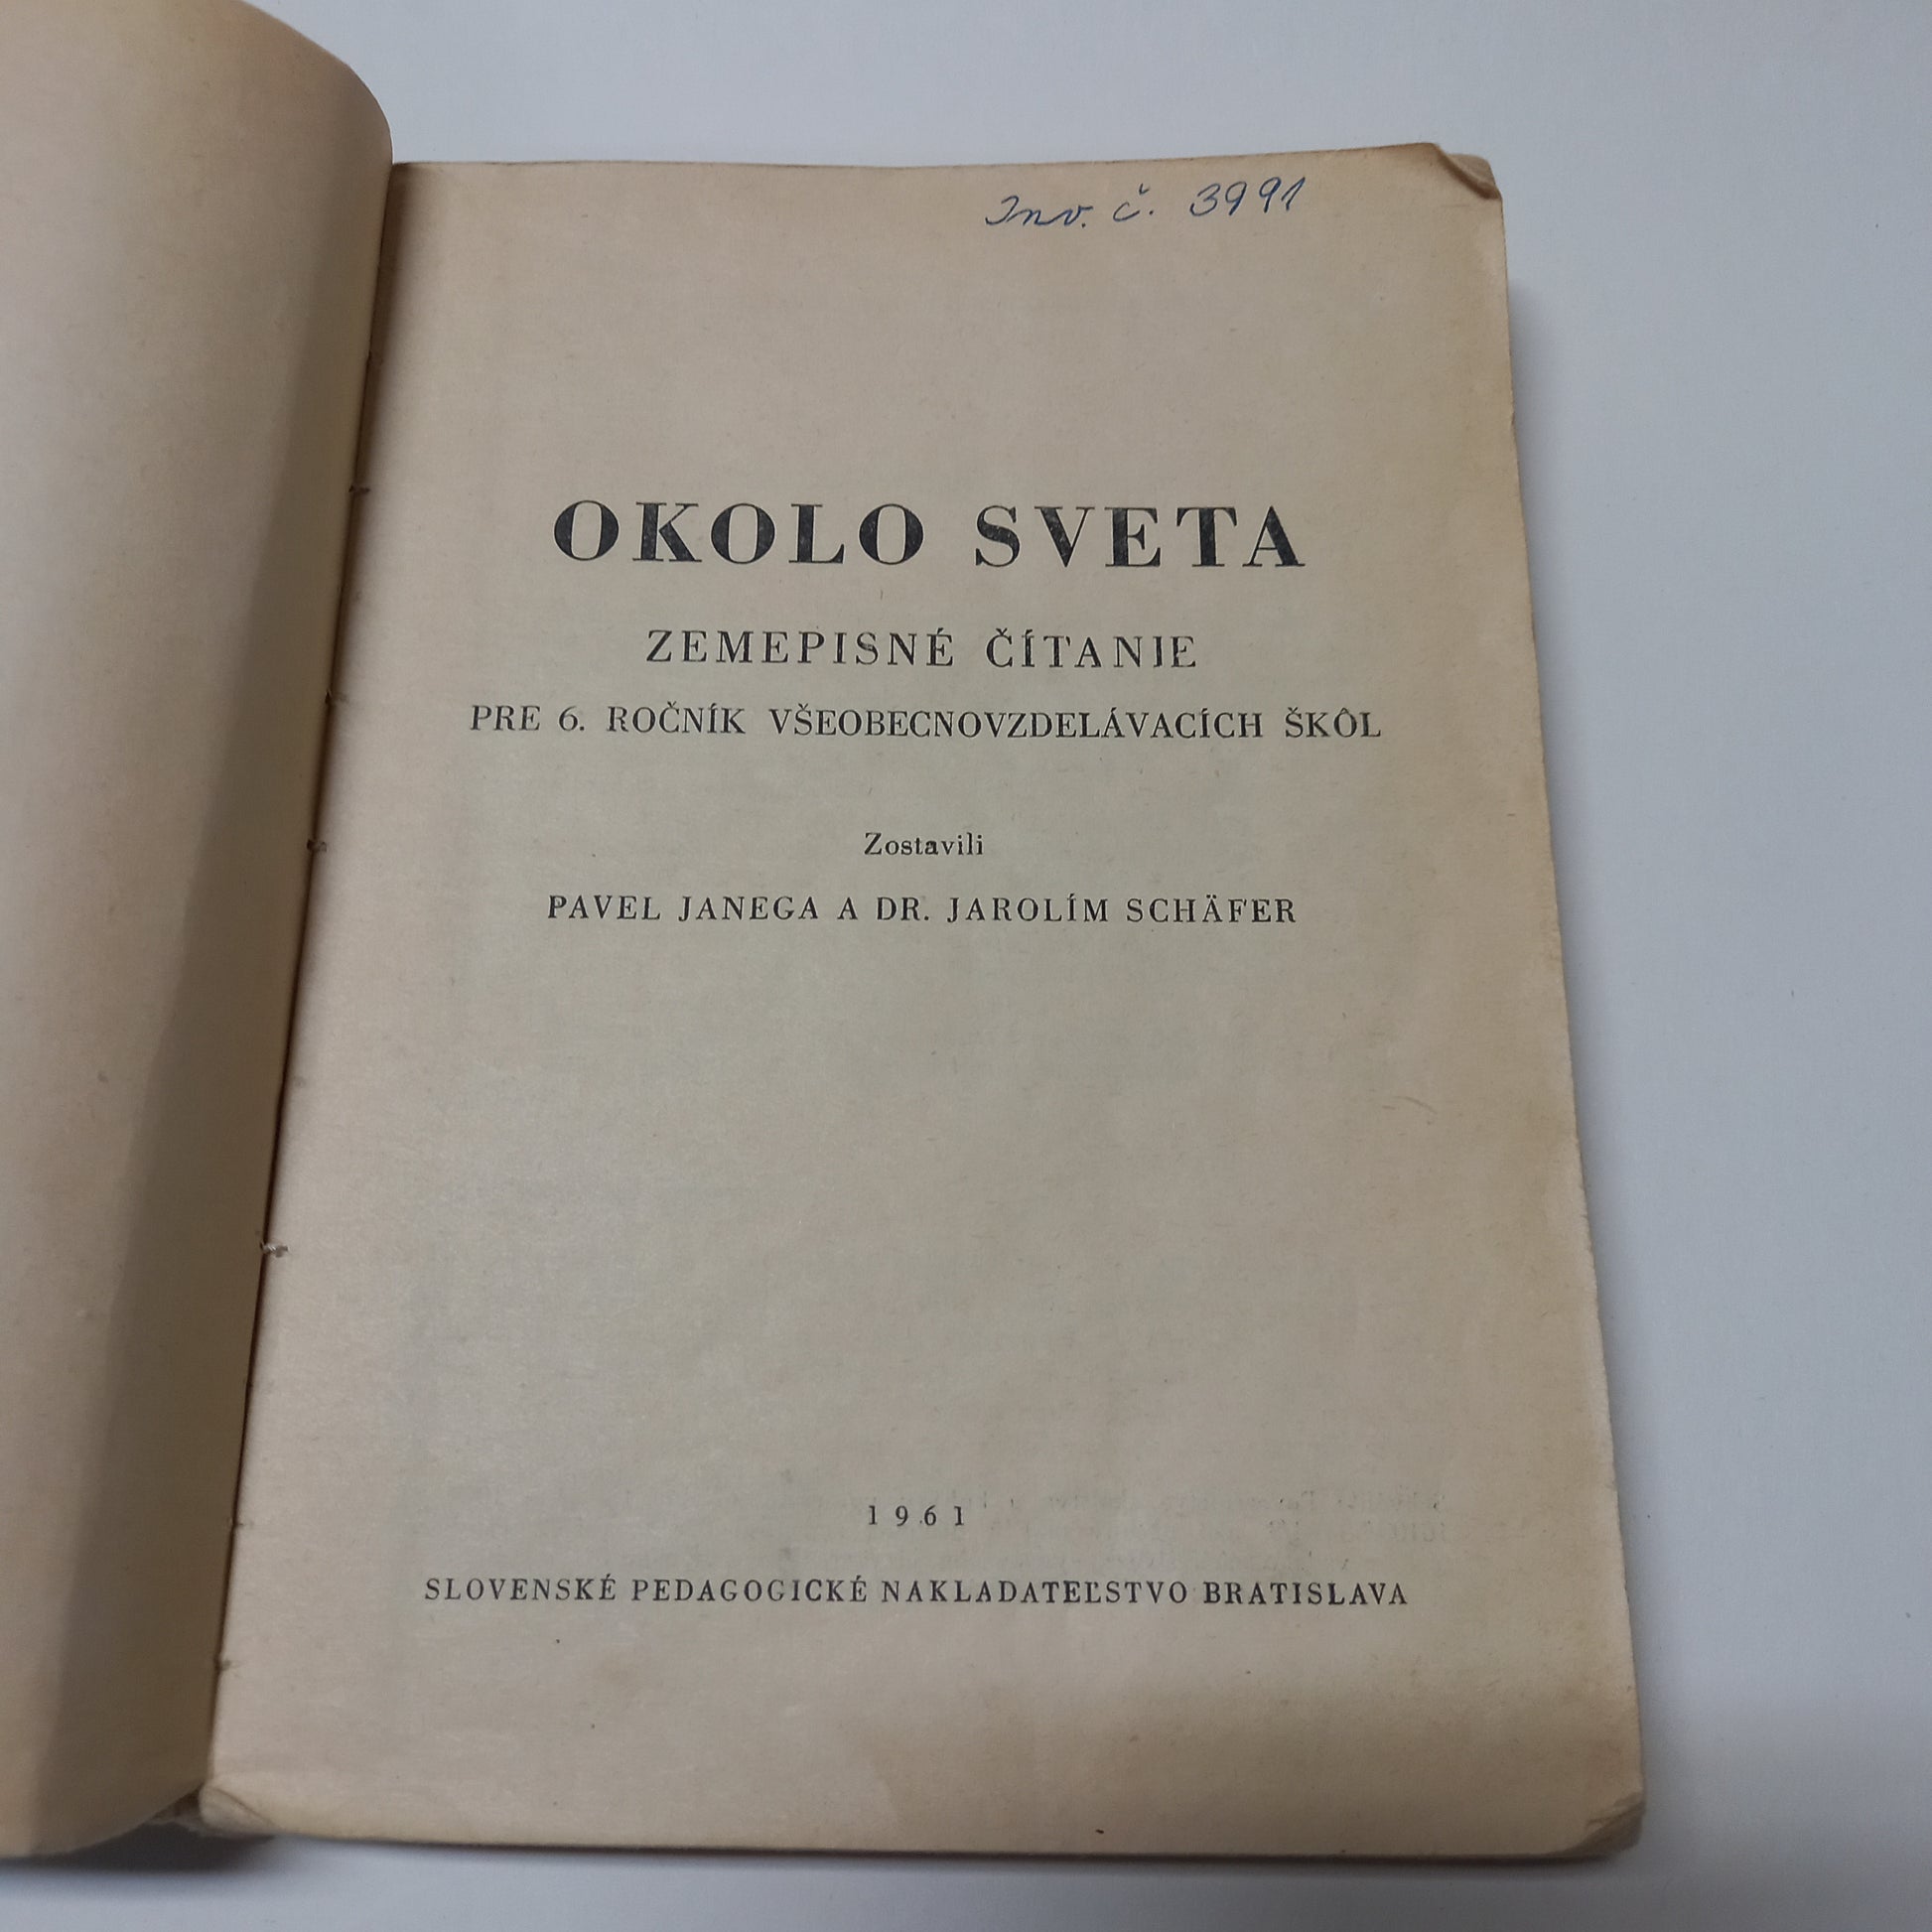 Inv. č. 3991
OKOLO SVETA
ZEMEPISNÉ ČÍTANIE
PRE 6. ROČNÍK VŠEOBECNOVZDELÁVACÍCH ŠKÔL
Zostavili
PAVEL JANEGA A DR. JAROLÍM SCHÄFER
1961
SLOVENSKÉ PEDAGOGICKÉ NAKLADATEĽSTVO BRATISLAVA